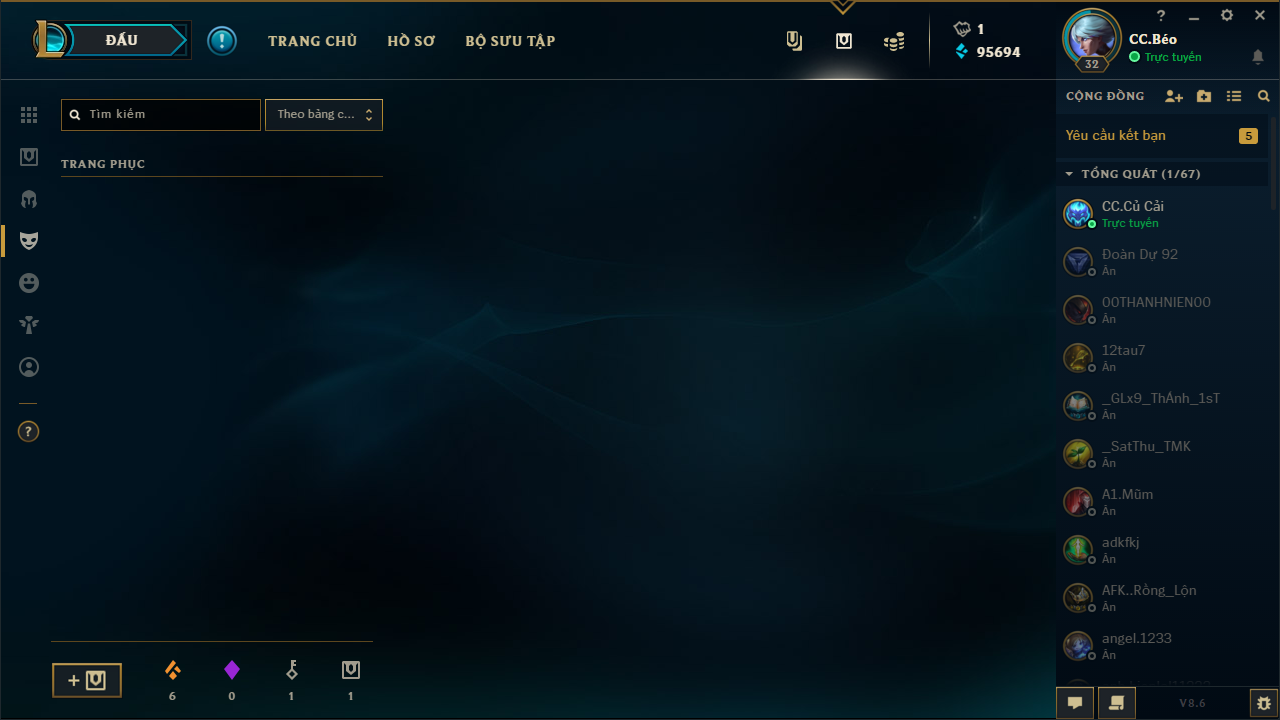 ĐẤU
TRANG CHỦ
HỒ SƠ
BỘ SƯU TẬP
1
95694
32
CC.Béo
Trực tuyến
Tìm kiếm
Theo bảng c...
TRANG PHỤC
6
0
1
1
CỘNG ĐỒNG
Yêu cầu kết bạn
5
TỔNG QUÁT (1/67)
CC.Củ Cải
Trực tuyến
Đoàn Dự 92
Ẩn
00THANHNIEN00
Ẩn
12tau7
Ẩn
_GLx9_ThÁnh_1sT
Ẩn
_SatThu_TMK
Ẩn
A1.Mũm
Ẩn
adkfkj
Ẩn
AFK..Rồng_Lộn
Ẩn
angel.1233
Ẩn
V8.6